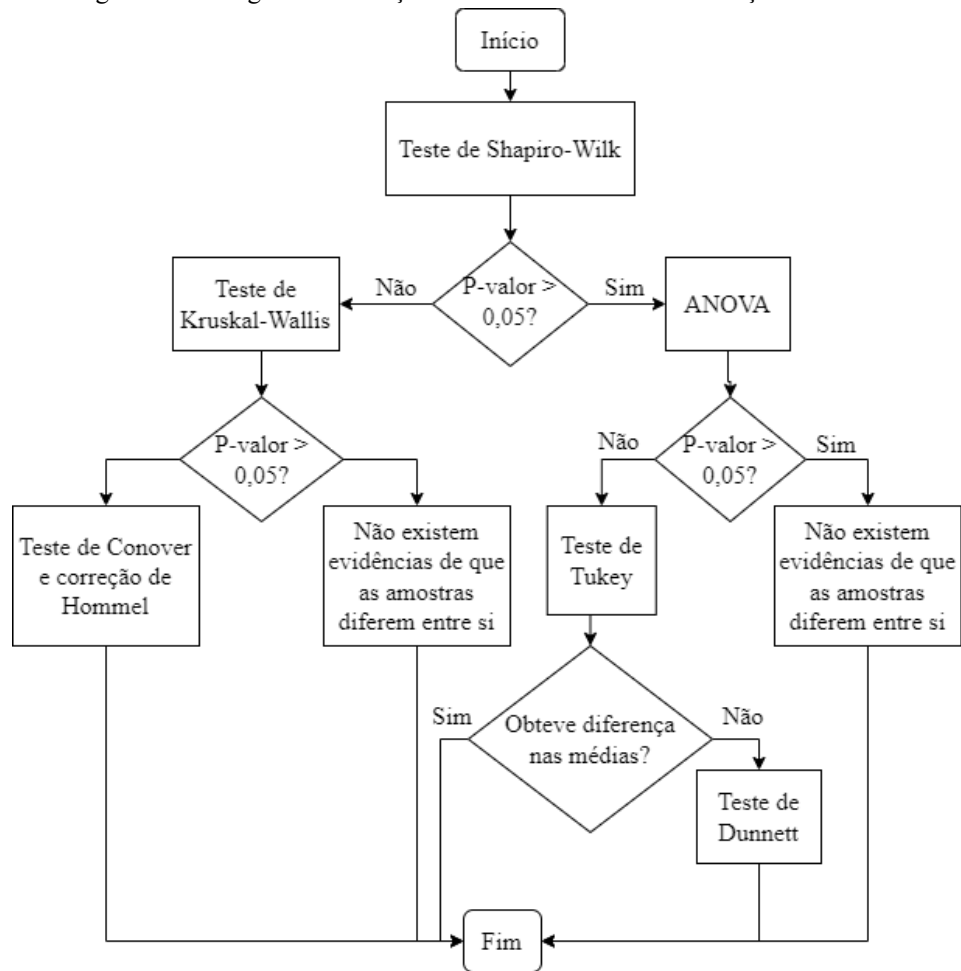 Início
Teste de Shapiro-Wilk
P-valor >
0,05?
Não
Sim
Teste de
Kruskal-Wallis
ANOVA
P-valor >
0,05?
P-valor >
0,05?
Não
Sim
Teste de Conover
e correção de
Hommel
Não existem
evidências de que
as amostras
diferem entre si
Teste de
Tukey
Não existem
evidências de que
as amostras
diferem entre si
Obteve diferença
nas médias?
Sim
Não
Teste de
Dunnett
Fim